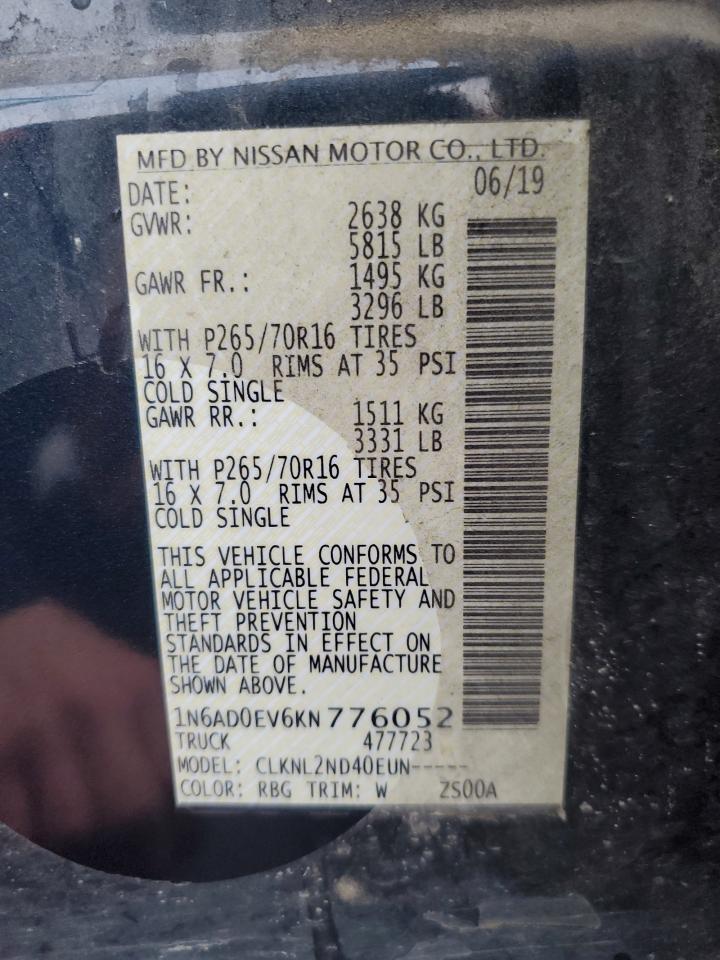 MFD BY NISSAN MOTOR CO., LTD.
DATE: 06/19
GVWR: 2638 KG
5815 LB
GAWR FR.: 1495 KG
3296 LB
WITH P265/70R16 TIRES
16 X 7.0 RIMS AT 35 PSI
COLD SINGLE
GAWR RR.: 1511 KG
3331 LB
WITH P265/70R16 TIRES
16 X 7.0 RIMS AT 35 PSI
COLD SINGLE
THIS VEHICLE CONFORMS TO
ALL APPLICABLE FEDERAL
MOTOR VEHICLE SAFETY AND
THEFT PREVENTION
STANDARDS IN EFFECT ON
THE DATE OF MANUFACTURE
SHOWN ABOVE.
1N6AD0EV6KN776052
TRUCK 477723
MODEL: CLKNL2ND40EUN-----
COLOR: RBG TRIM: W ZS00A